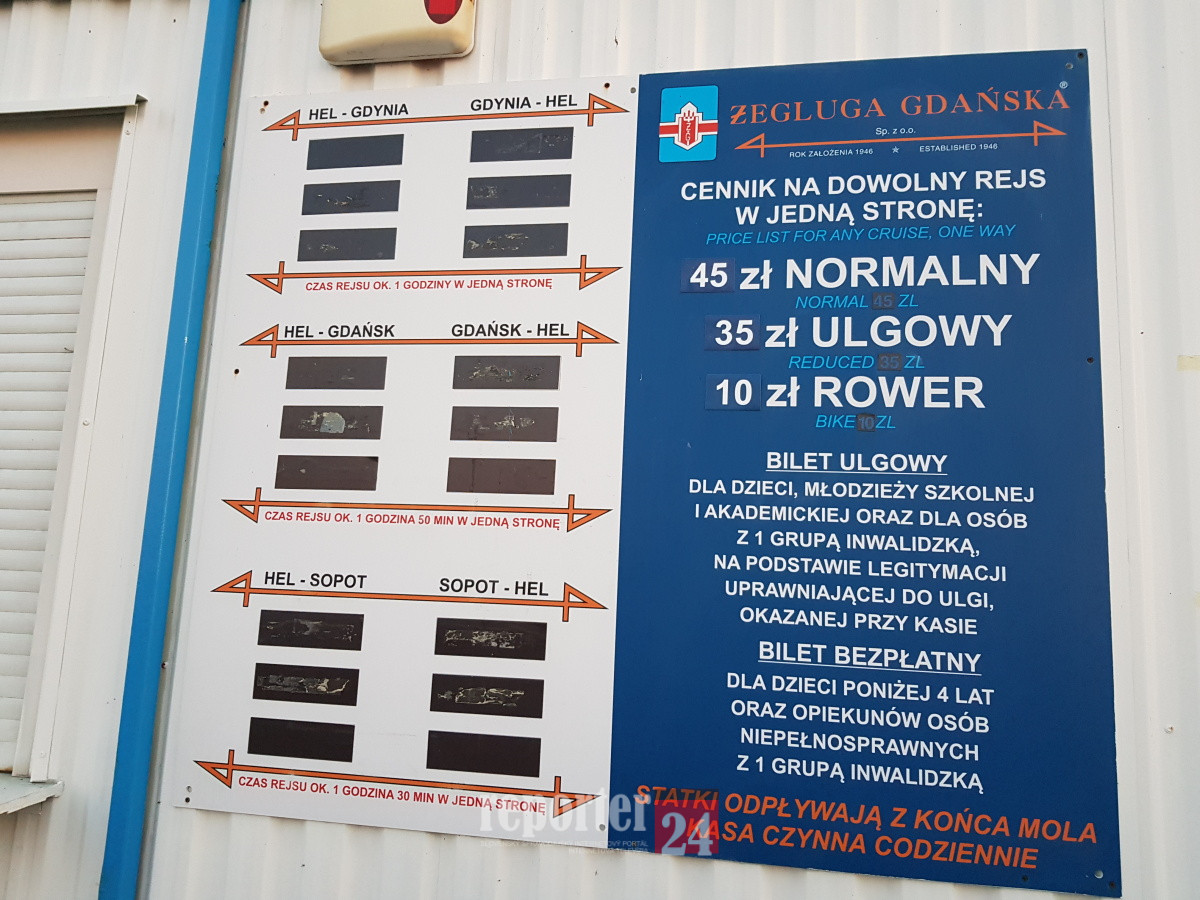 HEL - GDYNIA
GDYNIA - HEL
CZAS REJSU OK. 1 GODZINY W JEDNĄ STRONĘ
HEL - GDAŃSK
GDAŃSK - HEL
CZAS REJSU OK. 1 GODZINA 50 MIN W JEDNĄ STRONĘ
HEL - SOPOT
SOPOT - HEL
CZAS REJSU OK. 1 GODZINA 30 MIN W JEDNĄ STRONĘ
ŻEGLUGA GDAŃSKA®
Sp. z o.o.
ROK ZAŁOŻENIA 1946 ★ ESTABLISHED 1946
CENNIK NA DOWOLNY REJS
W JEDNĄ STRONĘ:
PRICE LIST FOR ANY CRUISE, ONE WAY
45 zł NORMALNY
NORMAL 45 ZL
35 zł ULGOWY
REDUCED 35 ZL
10 zł ROWER
BIKE 10 ZL
BILET ULGOWY
DLA DZIECI, MŁODZIEŻY SZKOLNEJ
I AKADEMICKIEJ ORAZ DLA OSÓB
Z 1 GRUPĄ INWALIDZKĄ,
NA PODSTAWIE LEGITYMACJI
UPRAWNIAJĄCEJ DO ULGI,
OKAZANEJ PRZY KASIE
BILET BEZPŁATNY
DLA DZIECI PONIŻEJ 4 LAT
ORAZ OPIEKUNÓW OSÓB
NIEPEŁNOSPRAWNYCH
Z 1 GRUPĄ INWALIDZKĄ
STATKI ODPŁYWAJĄ Z KOŃCA MOLA
KASA CZYNNA CODZIENNIE
reporter 24